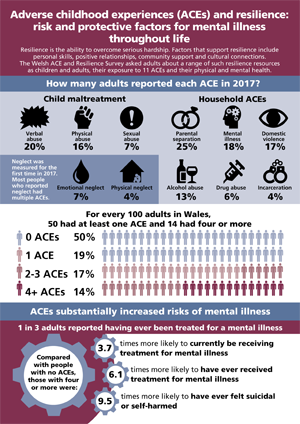 Adverse childhood experiences (ACEs) and resilience:
risk and protective factors for mental illness
throughout life
Resilience is the ability to overcome serious hardship. Factors that support resilience include
personal skills, positive relationships, community support and cultural connections.
The Welsh ACE and Resilience Survey asked adults about a range of such resilience resources
as children and adults, their exposure to 11 ACEs and their physical and mental health.
How many adults reported each ACE in 2017?
Child maltreatment
Household ACEs
Verbal
abuse
20%
Physical
abuse
16%
Sexual
abuse
7%
Parental
separation
25%
Mental
illness
18%
Domestic
violence
17%
Neglect was
measured for the
first time in 2017.
Most people
who reported
neglect had
multiple ACEs.
Emotional neglect
7%
Physical neglect
4%
Alcohol abuse
13%
Drug abuse
6%
Incarceration
4%
For every 100 adults in Wales,
50 had at least one ACE and 14 had four or more
0 ACEs 50%
1 ACE 19%
2-3 ACEs 17%
4+ ACEs 14%
ACEs substantially increased risks of mental illness
1 in 3 adults reported having ever been treated for a mental illness
Compared
with people
with no ACEs,
those with four
or more were:
3.7 times more likely to currently be receiving
treatment for mental illness
6.1 times more likely to have ever received
treatment for mental illness
9.5 times more likely to have ever felt suicidal
or self-harmed